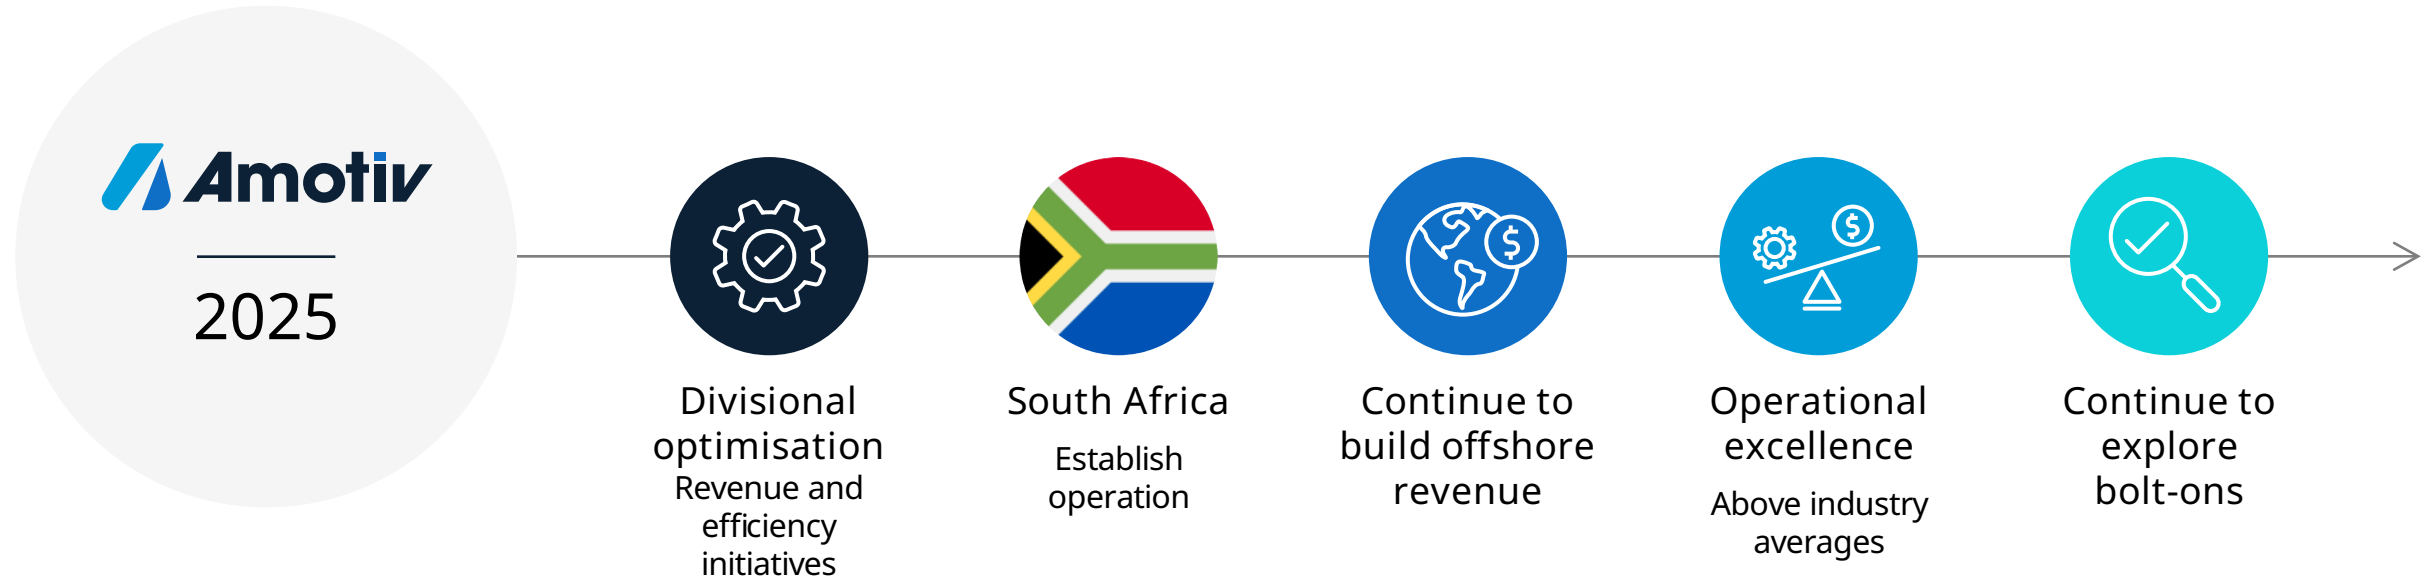 Amotiv
2025
Divisional
optimisation
Revenue and
efficiency
initiatives
South Africa
Establish
operation
Continue to
build offshore
revenue
Operational
excellence
Above industry
averages
Continue to
explore
bolt-ons